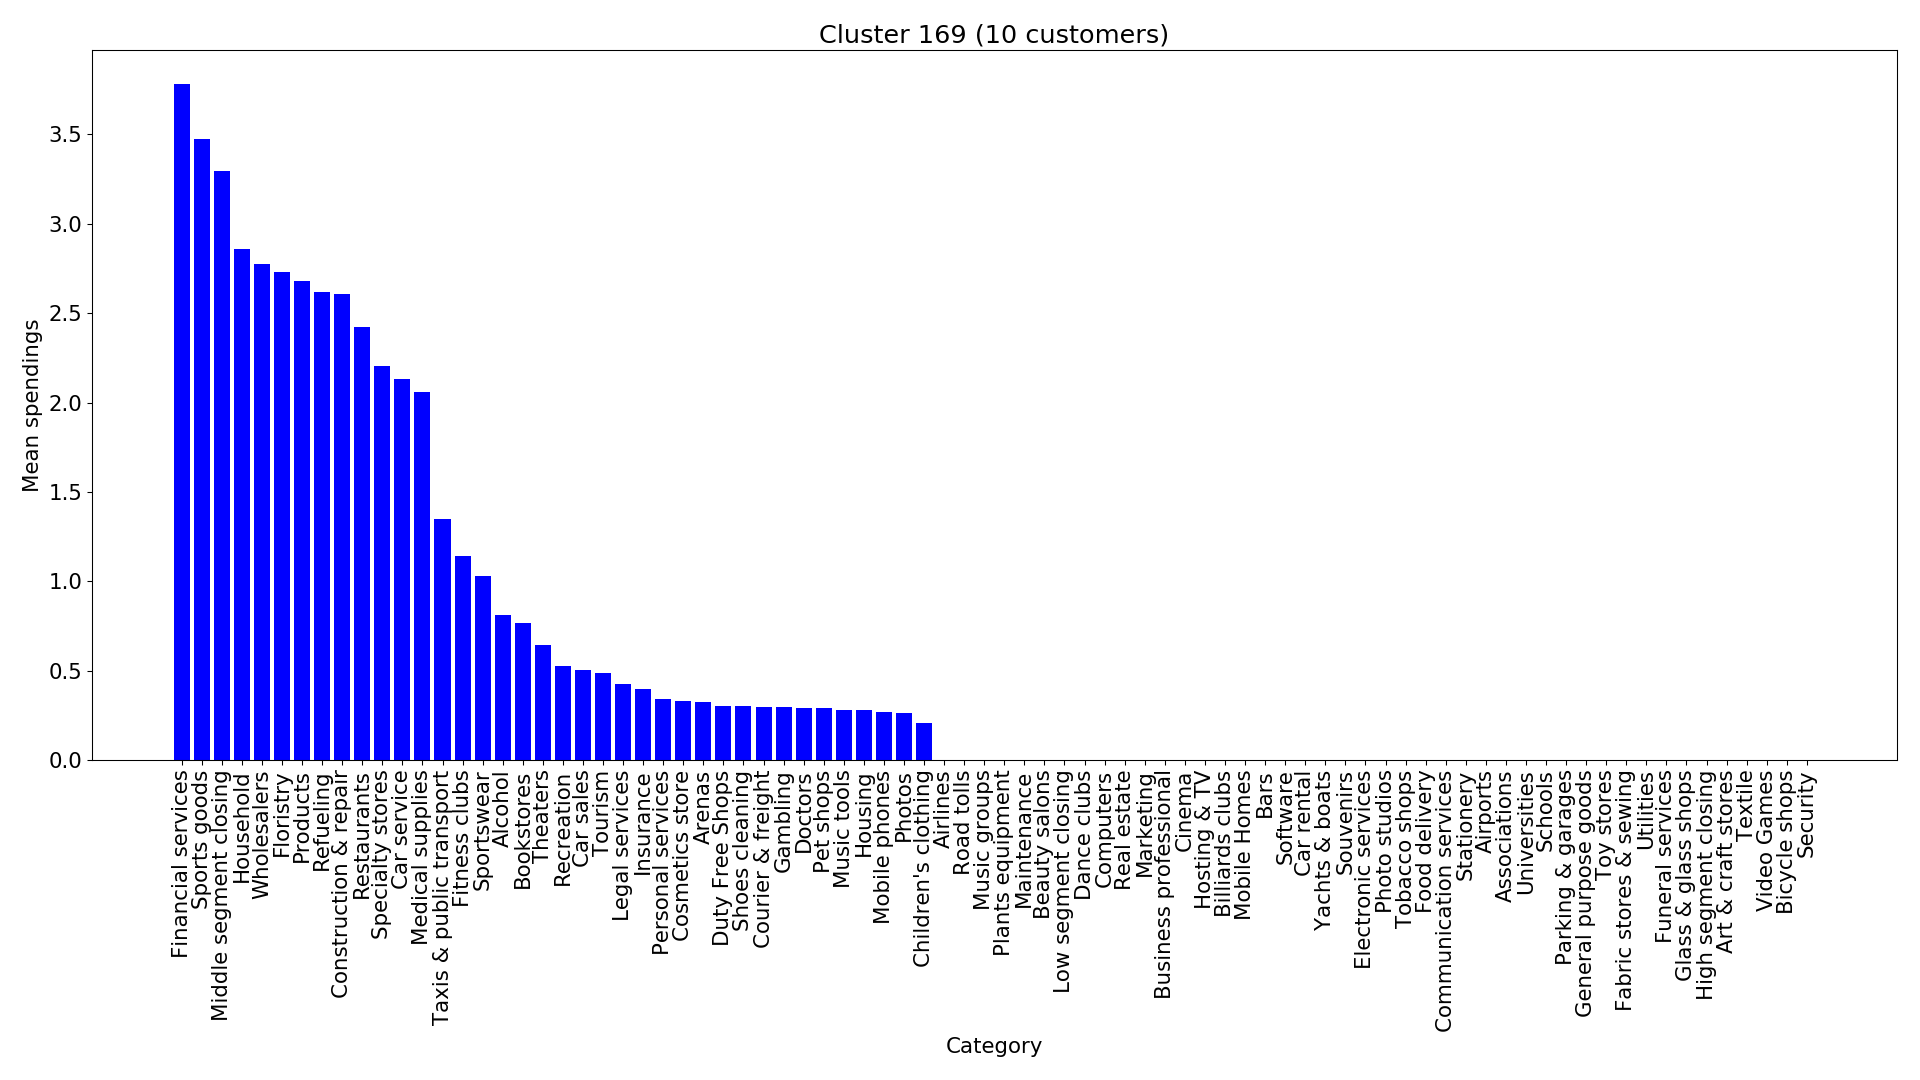 Cluster 169 (10 customers)
Mean spendings
3.5
3.0
2.5
2.0
1.5
1.0
0.5
0.0
Financial services
Sports goods
Middle segment closing
Household
Wholesalers
Floristry
Products
Refueling
Construction & repair
Restaurants
Specialty stores
Car service
Medical supplies
Taxis & public transport
Fitness clubs
Sportswear
Alcohol
Bookstores
Theaters
Recreation
Car sales
Tourism
Legal services
Insurance
Personal services
Cosmetics store
Arenas
Duty Free Shops
Shoes cleaning
Courier & freight
Gambling
Doctors
Pet shops
Music tools
Housing
Mobile phones
Photos
Children's clothing
Airlines
Road tolls
Music groups
Plants equipment
Maintenance
Beauty salons
Low segment closing
Dance clubs
Computers
Real estate
Marketing
Business professional
Cinema
Hosting & TV
Billiards clubs
Mobile Homes
Bars
Software
Car rental
Yachts & boats
Souvenirs
Electronic services
Photo studios
Tobacco shops
Food delivery
Communication services
Stationery
Airports
Associations
Universities
Schools
Parking & garages
General purpose goods
Toy stores
Fabric stores & sewing
Utilities
Funeral services
Glass & glass shops
High segment closing
Art & craft stores
Textile
Video Games
Bicycle shops
Security
Category